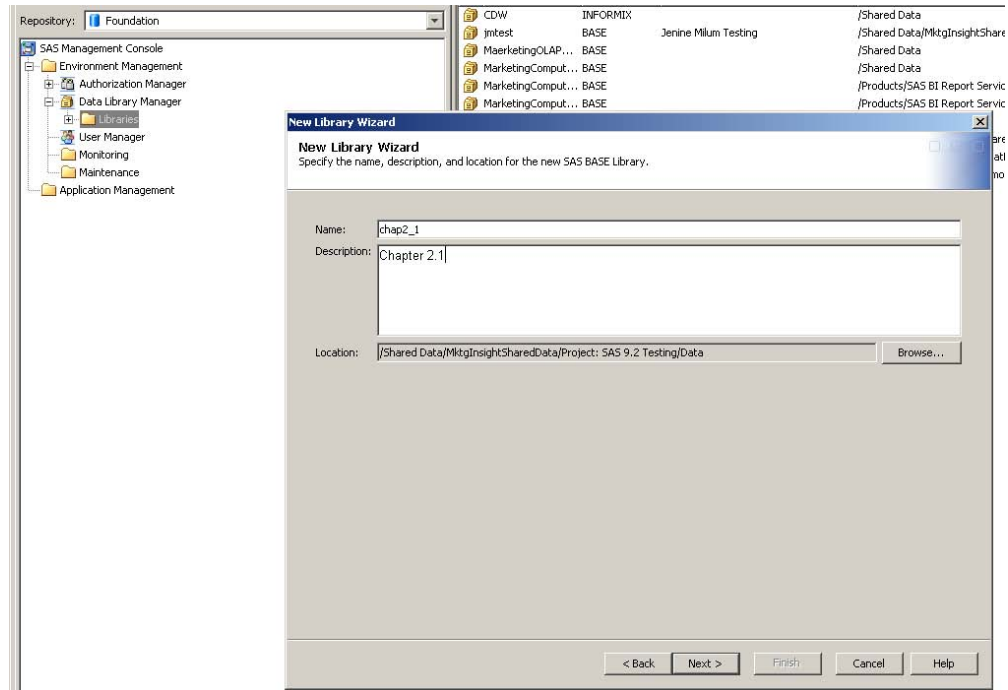 Repository: Foundation
SAS Management Console
Environment Management
Authorization Manager
Data Library Manager
Libraries
User Manager
Monitoring
Maintenance
Application Management
CDW INFORMIX /Shared Data
jmtest BASE Jenine Milum Testing /Shared Data/MktgInsightShare
MaerketingOLAP... BASE /Shared Data
MarketingComput... BASE /Shared Data
MarketingComput... BASE /Products/SAS BI Report Servic
MarketingComput... BASE /Products/SAS BI Report Servic
New Library Wizard
New Library Wizard
Specify the name, description, and location for the new SAS BASE Library.
Name: chap2_1
Description: Chapter 2.1
Location: /Shared Data/MktgInsightSharedData/Project: SAS 9.2 Testing/Data
Browse...
< Back Next > Finish Cancel Help